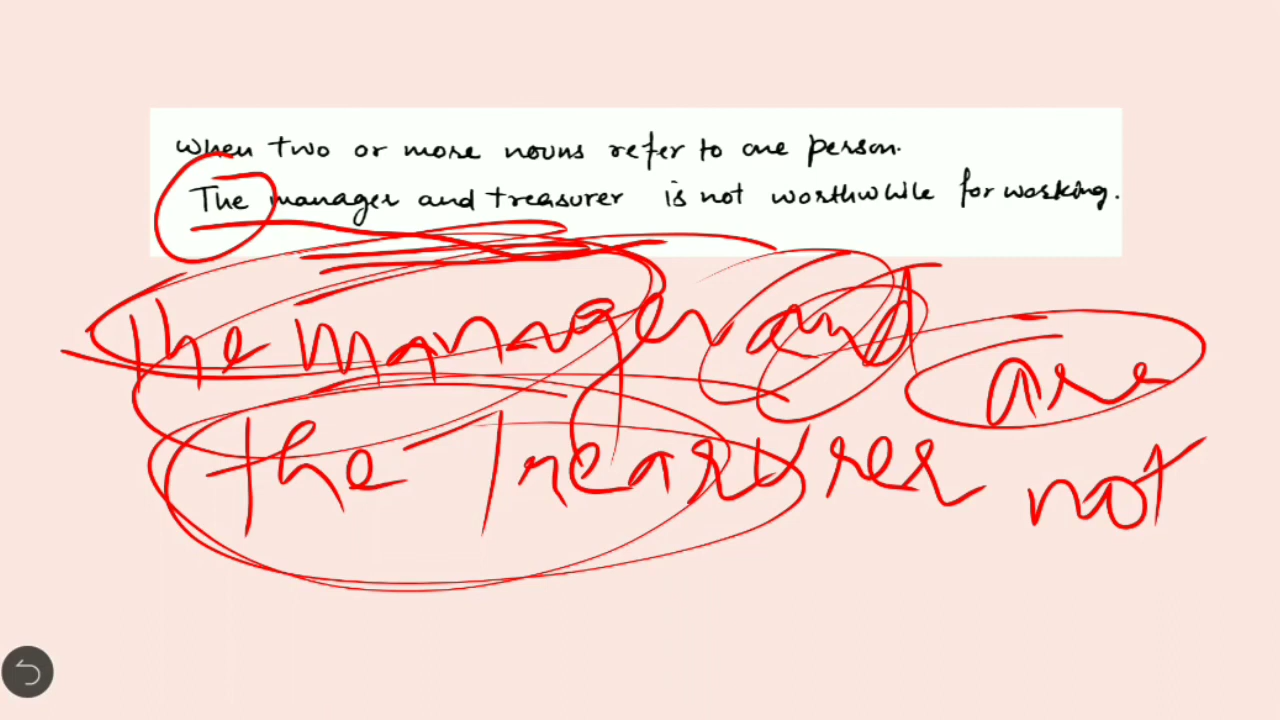 When two or more nouns refer to one person.
The manager and treasurer is not worthwhile for working.
The manager and are
the Treasurer not